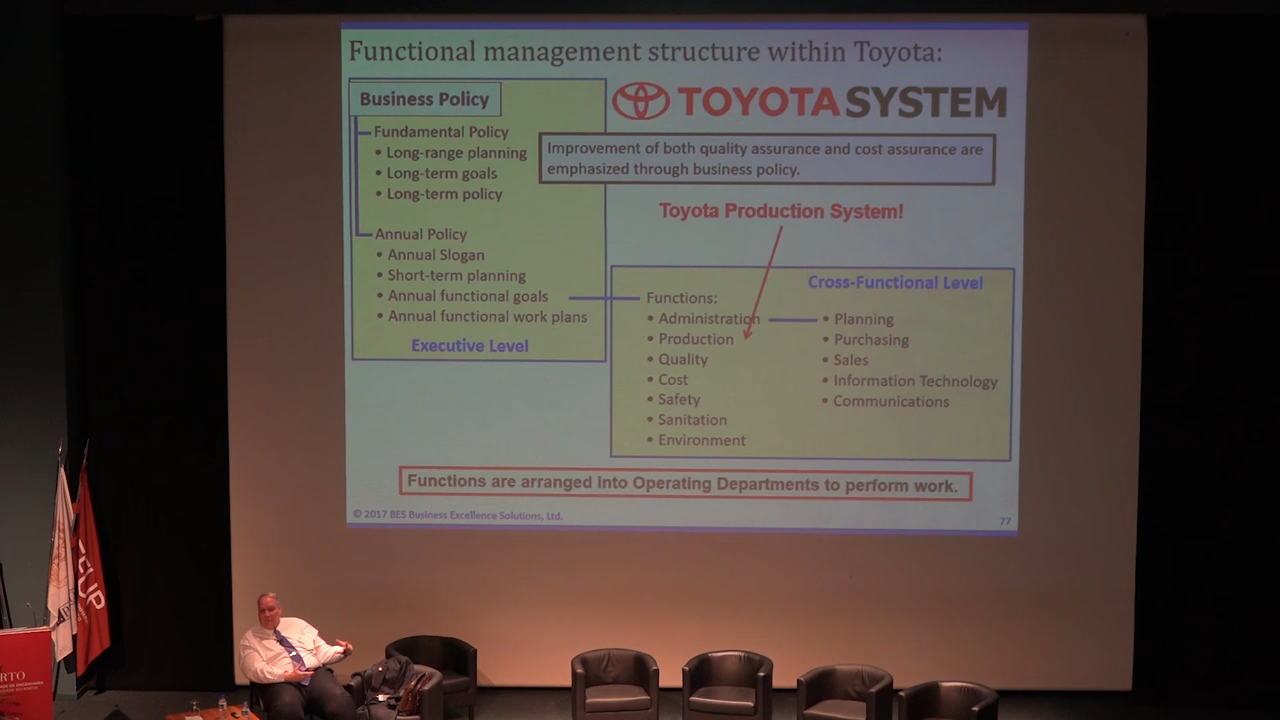 Functional management structure within Toyota:
Business Policy
Fundamental Policy
• Long-range planning
• Long-term goals
• Long-term policy
Annual Policy
• Annual Slogan
• Short-term planning
• Annual functional goals
• Annual functional work plans
Executive Level
TOYOTA SYSTEM
Improvement of both quality assurance and cost assurance are
emphasized through business policy.
Toyota Production System!
Cross-Functional Level
Functions:
• Administration
• Production
• Quality
• Cost
• Safety
• Sanitation
• Environment
• Planning
• Purchasing
• Sales
• Information Technology
• Communications
Functions are arranged into Operating Departments to perform work.
© 2017 BES Business Excellence Solutions, Ltd.
77